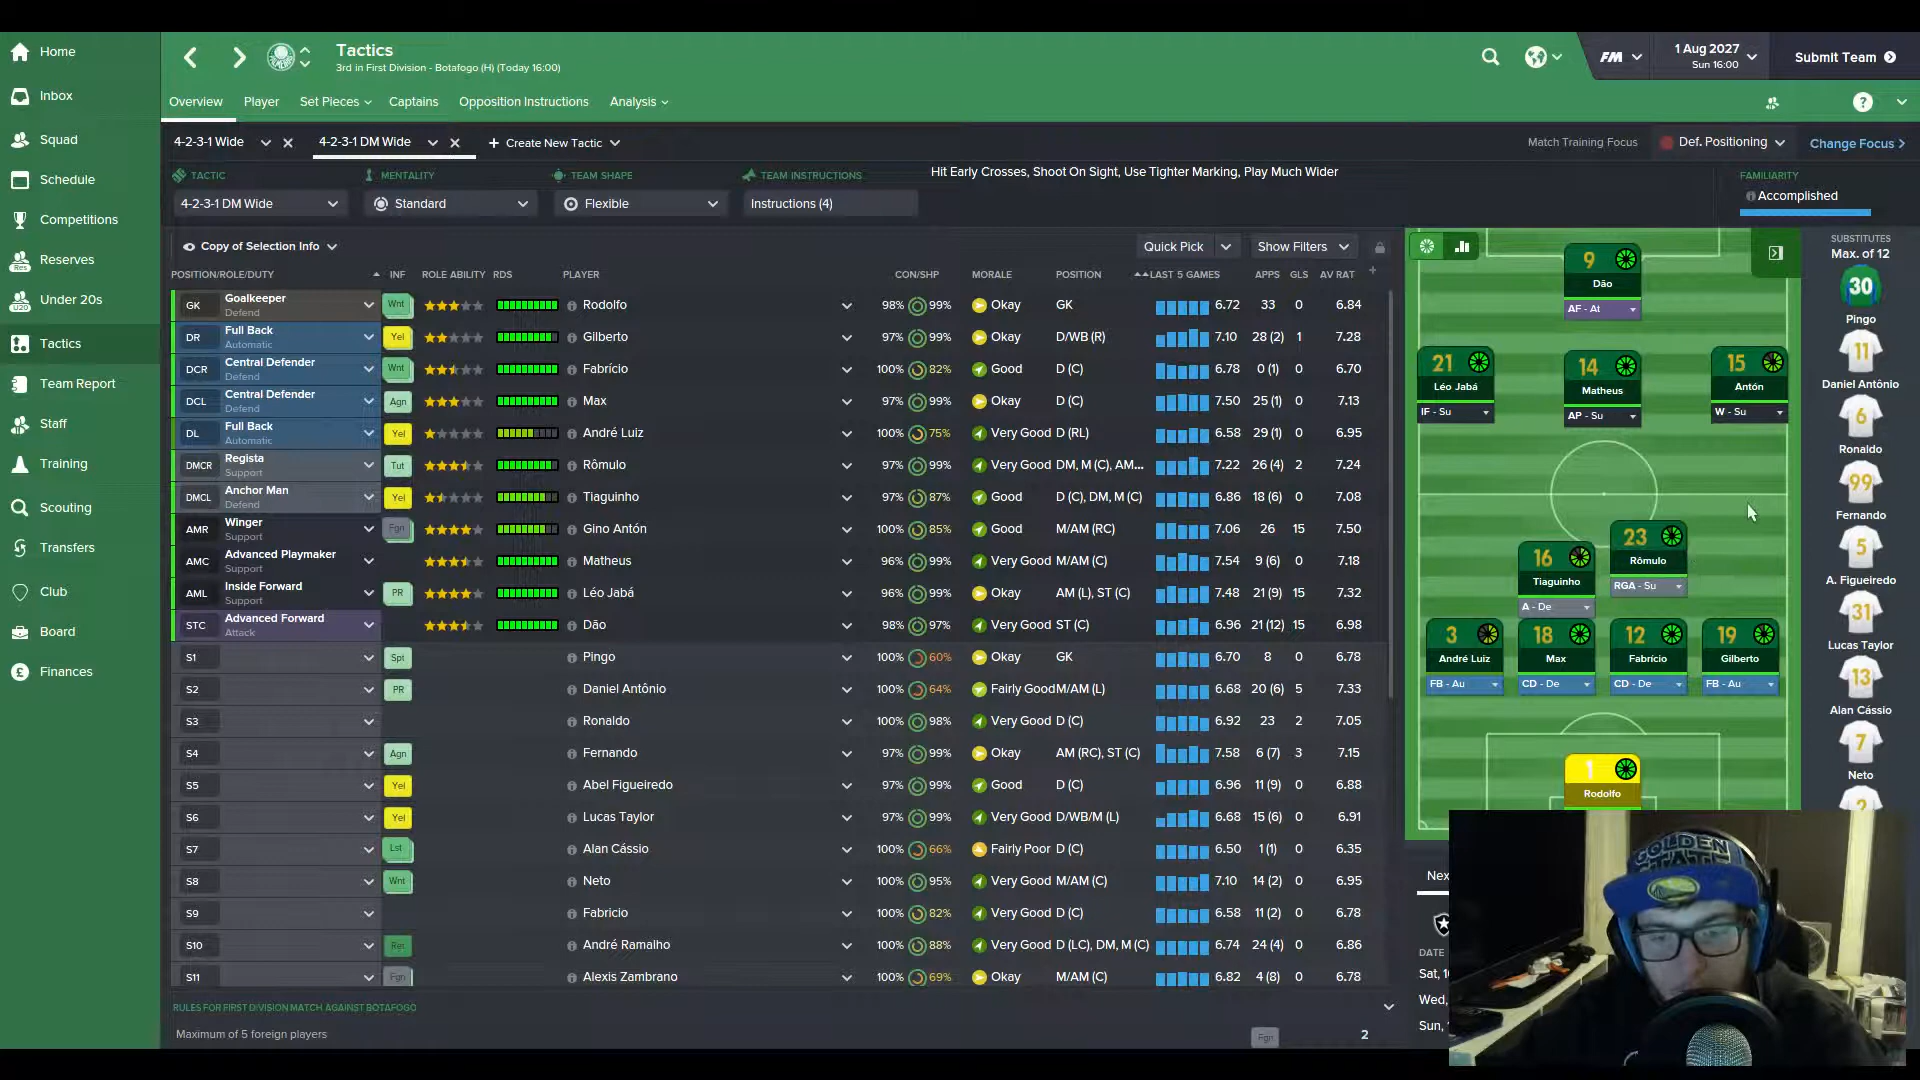 Home
Inbox
Squad
Schedule
Competitions
Reserves
Under 20s
Tactics
Team Report
Staff
Training
Scouting
Transfers
Club
Board
Finances
Tactics
3rd in First Division - Botafogo (H) (Today 16:00)
FM
1 Aug 2027
Sun 16:00
Submit Team
Overview Player Set Pieces Captains Opposition Instructions Analysis
4-2-3-1 Wide 4-2-3-1 DM Wide + Create New Tactic
Match Training Focus Def. Positioning Change Focus >
TACTIC MENTALITY TEAM SHAPE TEAM INSTRUCTIONS
Hit Early Crosses, Shoot On Sight, Use Tighter Marking, Play Much Wider
FAMILIARITY
Accomplished
4-2-3-1 DM Wide Standard Flexible Instructions (4)
Copy of Selection Info Quick Pick Show Filters
POSITION/ROLE/DUTY INF ROLE ABILITY RDS PLAYER CON/SHP MORALE POSITION LAST 5 GAMES APPS GLS AV RAT
GK Goalkeeper Defend Wnt Rodolfo 98% 99% Okay GK 6.72 33 0 6.84
DR Full Back Automatic Yel Gilberto 97% 99% Okay D/WB (R) 7.10 28 (2) 1 7.28
DCR Central Defender Defend Wnt Fabrício 100% 82% Good D (C) 6.78 0 (1) 0 6.70
DCL Central Defender Defend Agn Max 97% 99% Okay D (C) 7.50 25 (1) 0 7.13
DL Full Back Automatic Yel André Luiz 100% 75% Very Good D (RL) 6.58 29 (1) 0 6.95
DMCR Regista Support Tut Rômulo 97% 99% Very Good DM, M (C), AM... 7.22 26 (4) 2 7.24
DMCL Anchor Man Defend Yel Tiaguinho 97% 87% Good D (C), DM, M (C) 6.86 18 (6) 0 7.08
AMR Winger Support Fgn Gino Antón 100% 85% Good M/AM (RC) 7.06 26 15 7.50
AMC Advanced Playmaker Support Matheus 96% 99% Very Good M/AM (C) 7.54 9 (6) 0 7.18
AML Inside Forward Support PR Léo Jabá 96% 99% Okay AM (L), ST (C) 7.48 21 (9) 15 7.32
STC Advanced Forward Attack Dão 98% 97% Very Good ST (C) 6.96 21 (12) 15 6.98
S1 Spt Pingo 100% 60% Okay GK 6.70 8 0 6.78
S2 PR Daniel Antônio 100% 64% Fairly Good M/AM (L) 6.68 20 (6) 5 7.33
S3 Ronaldo 100% 98% Very Good D (C) 6.92 23 2 7.05
S4 Agn Fernando 97% 99% Okay AM (RC), ST (C) 7.58 6 (7) 3 7.15
S5 Yel Abel Figueiredo 97% 99% Good D (C) 6.96 11 (9) 0 6.88
S6 Yel Lucas Taylor 97% 99% Very Good D/WB/M (L) 6.68 15 (6) 0 6.91
S7 Lst Alan Cássio 100% 66% Fairly Poor D (C) 6.50 1 (1) 0 6.35
S8 Wnt Neto 100% 95% Very Good M/AM (C) 7.10 14 (2) 0 6.95
S9 Fabricio 100% 82% Very Good D (C) 6.58 11 (2) 0 6.78
S10 Ret André Ramalho 100% 88% Very Good D (LC), DM, M (C) 6.74 24 (4) 0 6.86
S11 Fgn Alexis Zambrano 100% 69% Okay M/AM (C) 6.82 4 (8) 0 6.78
RULES FOR FIRST DIVISION MATCH AGAINST BOTAFOGO
Maximum of 5 foreign players Fgn 2
9
Dão
AF - At
21 14 15
Léo Jabá Matheus Antón
IF - Su AP - Su W - Su
16 23
Tiaguinho Rômulo
A - De RGA - Su
3 18 12 19
André Luiz Max Fabrício Gilberto
FB - Au CD - De CD - De FB - Au
1
Rodolfo
SUBSTITUTES
Max. of 12
30
Pingo
11
Daniel Antônio
6
Ronaldo
99
Fernando
5
A. Figueiredo
31
Lucas Taylor
13
Alan Cássio
7
Neto
2
Nex
DATE
Sat, 1
Wed,
Sun,
GOLDEN
STATE